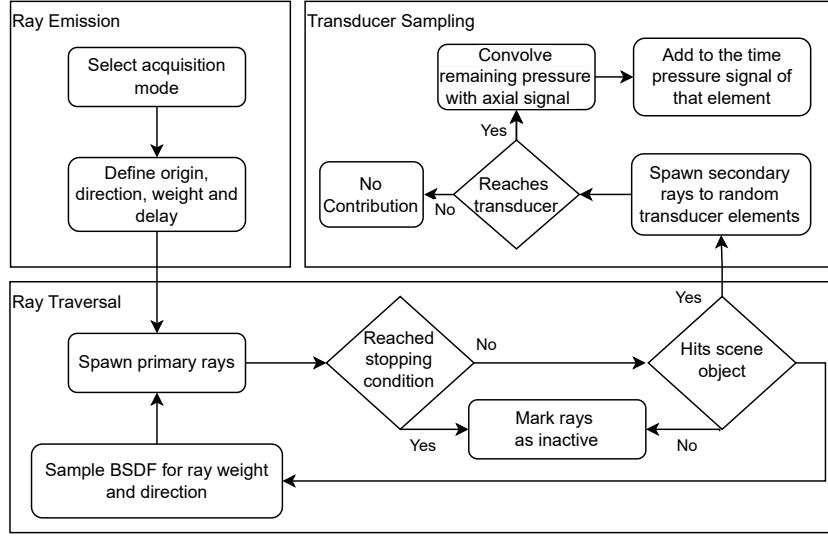 Ray Emission
Select acquisition
mode
Define origin,
direction, weight and
delay
Transducer Sampling
Convolve
remaining pressure
with axial signal
Add to the time
pressure signal of
that element
Yes
Reaches
transducer
No
No
Contribution
Spawn secondary
rays to random
transducer elements
Ray Traversal
Spawn primary rays
Reached
stopping
condition
No
Yes
Hits scene
object
Yes
No
Mark rays
as inactive
Sample BSDF for ray weight
and direction